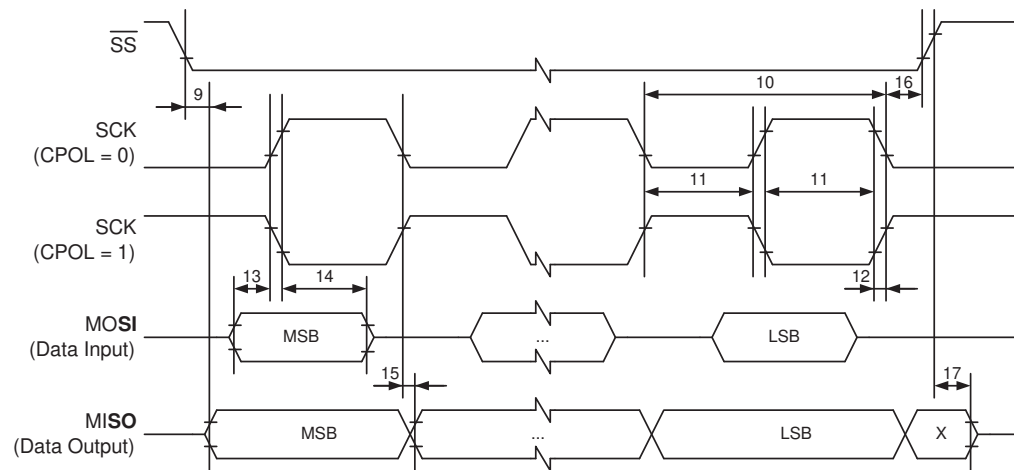 SS
10
9
16
SCK
(CPOL = 0)
11
11
SCK
(CPOL = 1)
13
14
12
MOSI
(Data Input)
MSB
...
LSB
15
17
MISO
(Data Output)
MSB
...
LSB
X